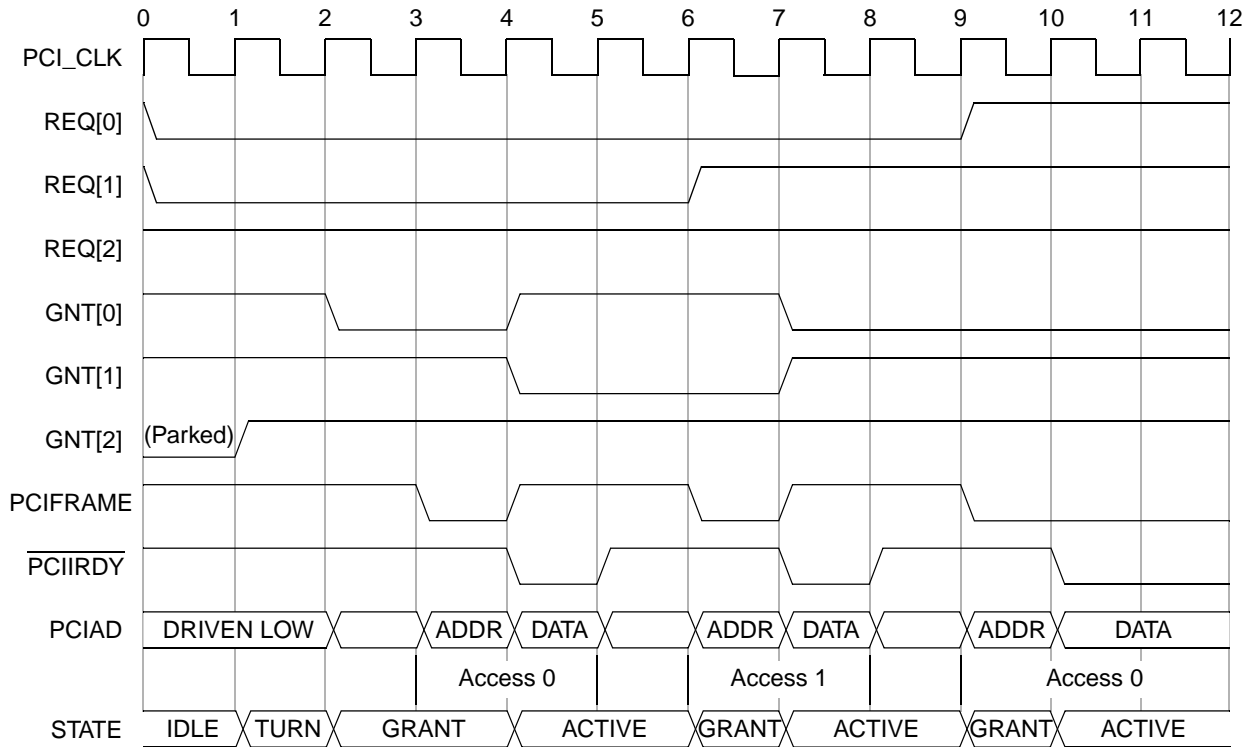 0 1 2 3 4 5 6 7 8 9 10 11 12
PCI_CLK
REQ[0]
REQ[1]
REQ[2]
GNT[0]
GNT[1]
GNT[2] (Parked)
PCIFRAME
PCIIRDY
PCIAD DRIVEN LOW ADDR DATA ADDR DATA ADDR DATA
Access 0 Access 1 Access 0
STATE IDLE TURN GRANT ACTIVE GRANT ACTIVE GRANT ACTIVE